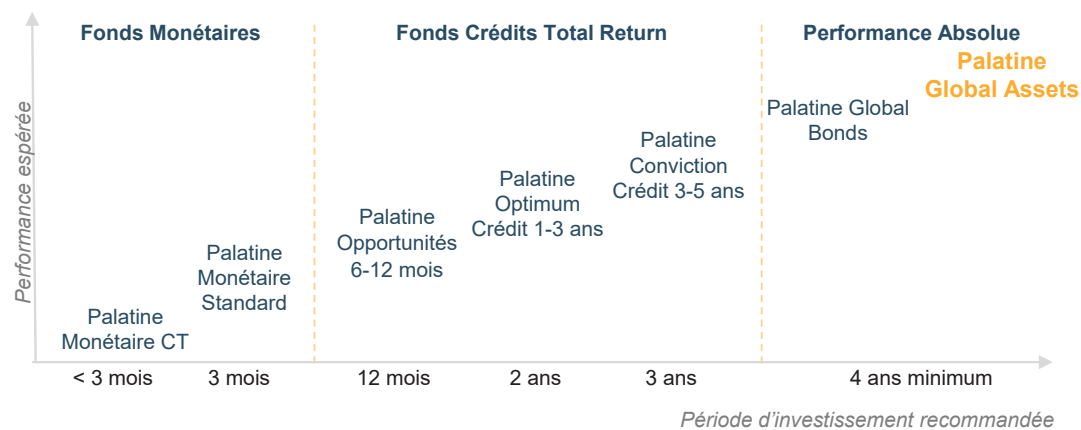 Fonds Monétaires
Fonds Crédits Total Return
Performance Absolue
Palatine
Global Assets
Palatine Global
Bonds
Palatine
Conviction
Crédit 3-5 ans
Palatine
Optimum
Crédit 1-3 ans
Palatine
Opportunités
6-12 mois
Palatine
Monétaire
Standard
Palatine
Monétaire CT
Performance espérée
< 3 mois
3 mois
12 mois
2 ans
3 ans
4 ans minimum
Période d’investissement recommandée